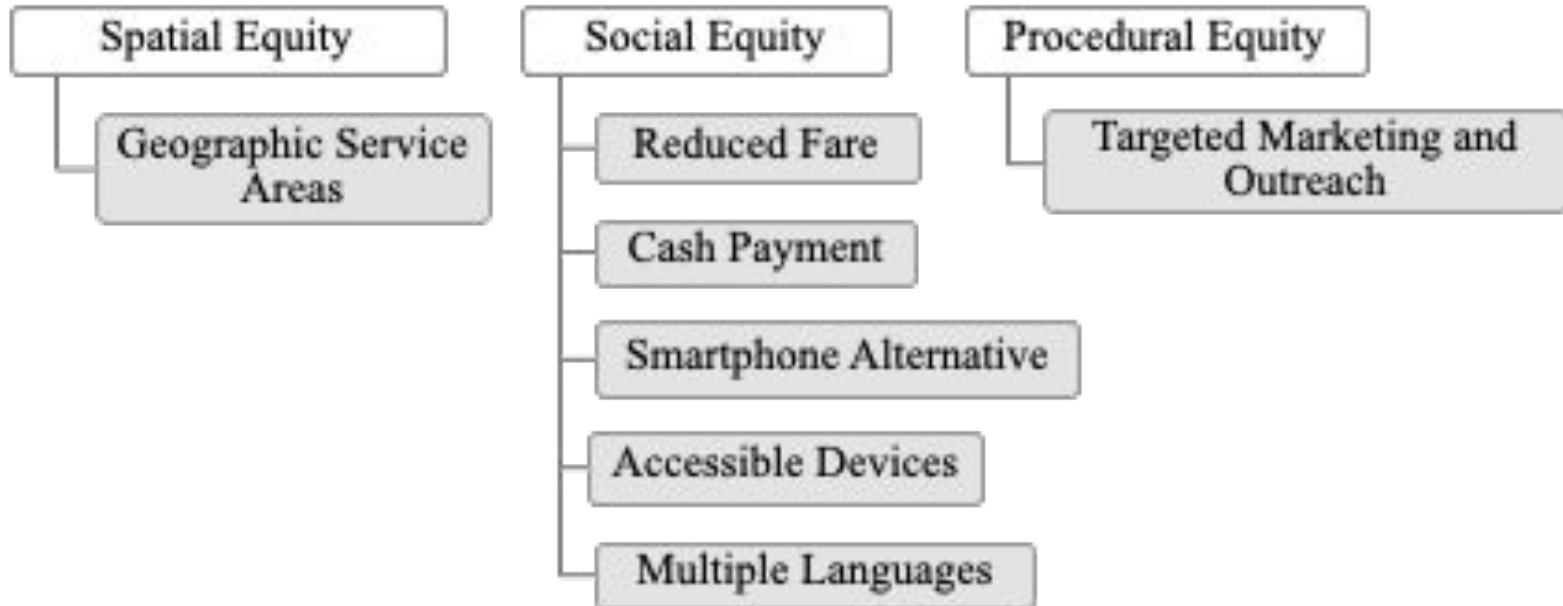 Spatial Equity
Geographic Service
Areas
Social Equity
Reduced Fare
Cash Payment
Smartphone Alternative
Accessible Devices
Multiple Languages
Procedural Equity
Targeted Marketing and
Outreach